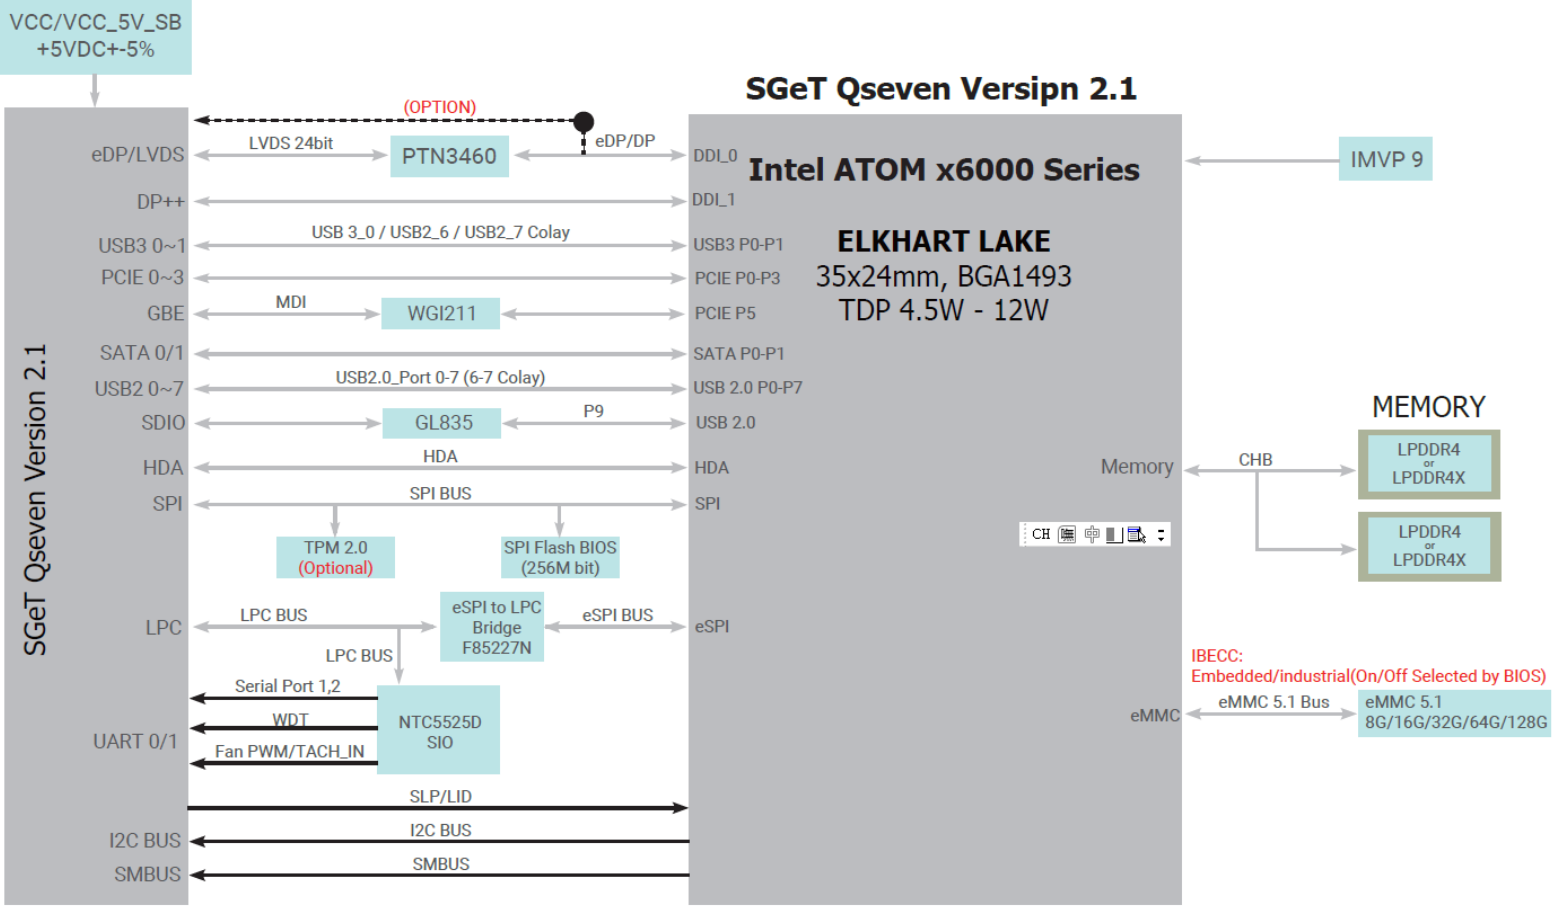 VCC/VCC_5V_SB
+5VDC+-5%
SGeT Qseven Versipn 2.1
(OPTION)
eDP/LVDS
LVDS 24bit
PTN3460
eDP/DP
DDI_0
Intel ATOM x6000 Series
IMVP 9
DP++
DDI_1
USB3 0~1
USB 3_0 / USB2_6 / USB2_7 Colay
USB3 P0-P1
ELKHART LAKE
PCIE 0~3
PCIE P0-P3
35x24mm, BGA1493
GBE
MDI
WGI211
PCIE P5
TDP 4.5W - 12W
SATA 0/1
SATA P0-P1
USB2 0~7
USB2.0_Port 0-7 (6-7 Colay)
USB 2.0 P0-P7
SDIO
GL835
P9
USB 2.0
MEMORY
HDA
HDA
HDA
Memory
CHB
LPDDR4
or
LPDDR4X
SPI
SPI BUS
SPI
TPM 2.0
(Optional)
SPI Flash BIOS
(256M bit)
CH
中
LPDDR4
or
LPDDR4X
SGeT Qseven Version 2.1
LPC
LPC BUS
eSPI to LPC
Bridge
F85227N
eSPI BUS
eSPI
LPC BUS
IBECC:
Embedded/industrial(On/Off Selected by BIOS)
Serial Port 1,2
WDT
Fan PWM/TACH_IN
UART 0/1
NTC5525D
SIO
eMMC
eMMC 5.1 Bus
eMMC 5.1
8G/16G/32G/64G/128G
SLP/LID
I2C BUS
I2C BUS
SMBUS
SMBUS